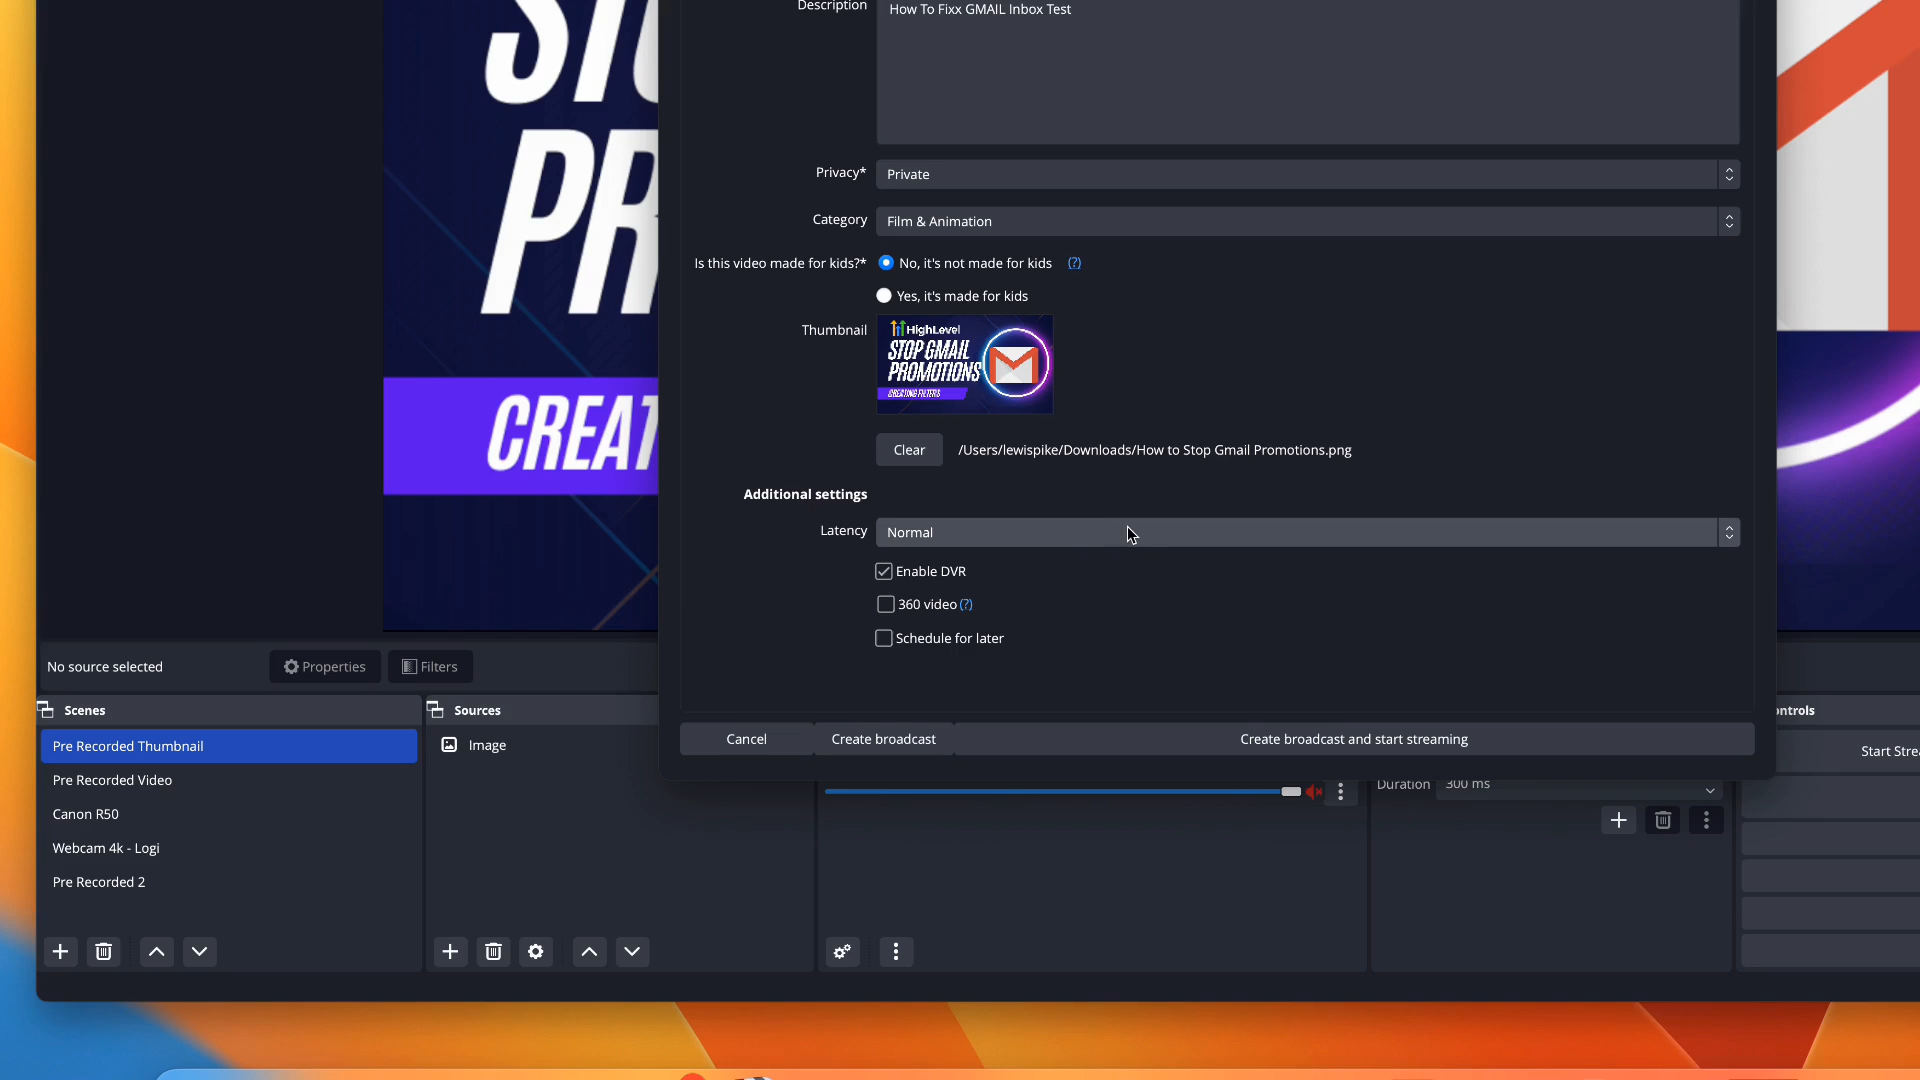 Description
How To Fixx GMAIL Inbox Test
Privacy*
Private
Category
Film & Animation
Is this video made for kids?*
No, it's not made for kids
(?)
Yes, it's made for kids
Thumbnail
HighLevel
STOP GMAIL
PROMOTIONS
CREATING FILTERS
Clear
/Users/lewispike/Downloads/How to Stop Gmail Promotions.png
Additional settings
Latency
Normal
Enable DVR
360 video (?)
Schedule for later
Cancel
Create broadcast
Create broadcast and start streaming
PR
CREAT
No source selected
Properties
Filters
Scenes
Pre Recorded Thumbnail
Pre Recorded Video
Canon R50
Webcam 4k - Logi
Pre Recorded 2
Sources
Image
Duration
300 ms
ontrols
Start Stre